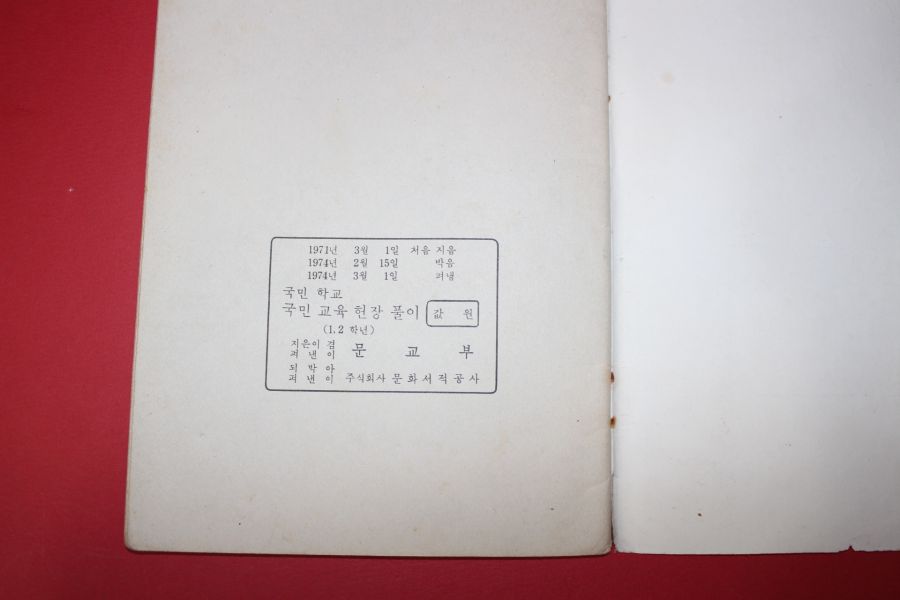 1971년 3월 1일 처음 지음
1974년 2월 15일 박음
1974년 3월 1일 펴냄
국민 학교
국민 교육 헌장 풀이 값 원
(1.2 학년)
지은이 겸
펴 낸 이 문 교 부
되 박 아
펴 낸 이 주식회사 문화서적공사